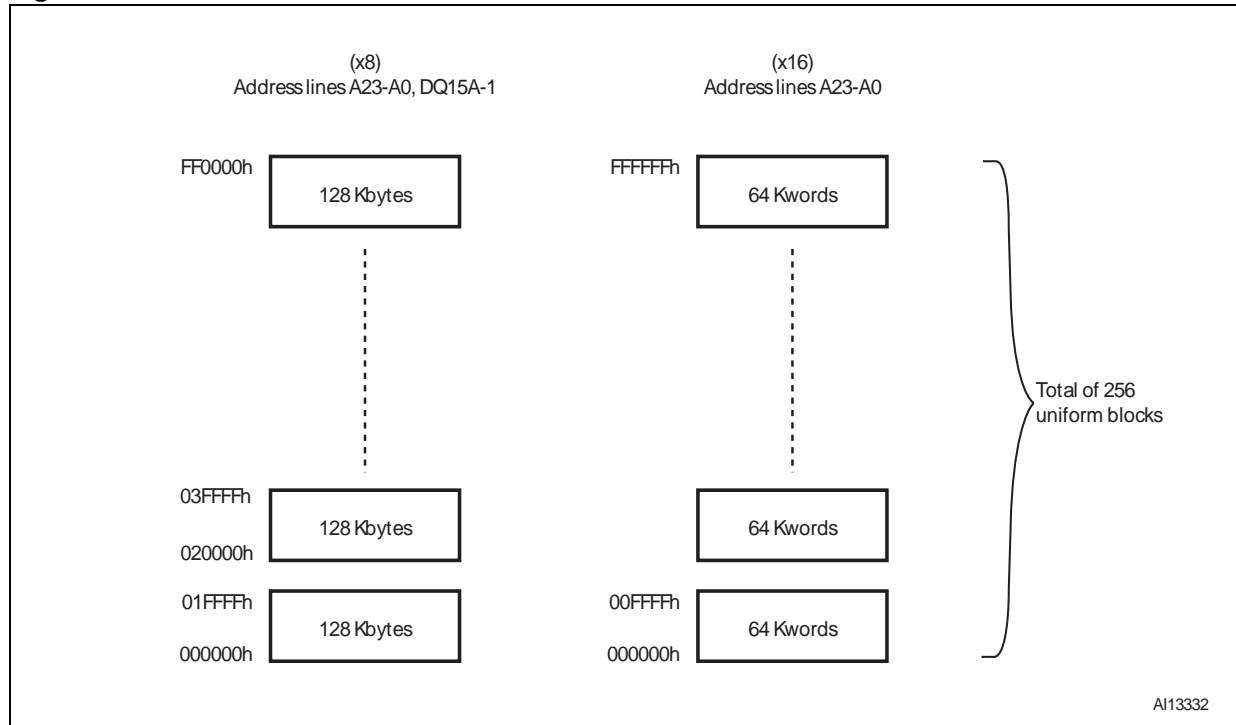 (x8)
Address lines A23-A0, DQ15A-1
(x16)
Address lines A23-A0
FF0000h
128 Kbytes
FFFFFFh
64 Kwords
Total of 256
uniform blocks
03FFFFh
128 Kbytes
020000h
64 Kwords
01FFFFh
128 Kbytes
000000h
00FFFFh
64 Kwords
000000h
AI13332